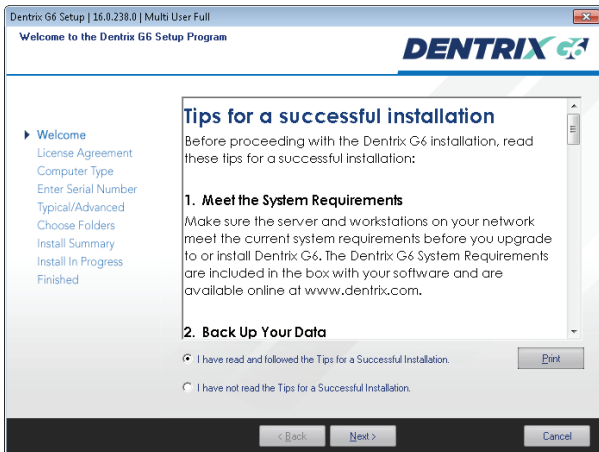 Dentrix G6 Setup | 16.0.238.0 | Multi User Full
Welcome to the Dentrix G6 Setup Program
DENTRIX G6
Welcome
License Agreement
Computer Type
Enter Serial Number
Typical/Advanced
Choose Folders
Install Summary
Install In Progress
Finished
Tips for a successful installation
Before proceeding with the Dentrix G6 installation, read
these tips for a successful installation:
1. Meet the System Requirements
Make sure the server and workstations on your network
meet the current system requirements before you upgrade
to or install Dentrix G6. The Dentrix G6 System Requirements
are included in the box with your software and are
available online at www.dentrix.com.
2. Back Up Your Data
I have read and followed the Tips for a Successful Installation.
Print
I have not read the Tips for a Successful Installation.
< Back
Next >
Cancel